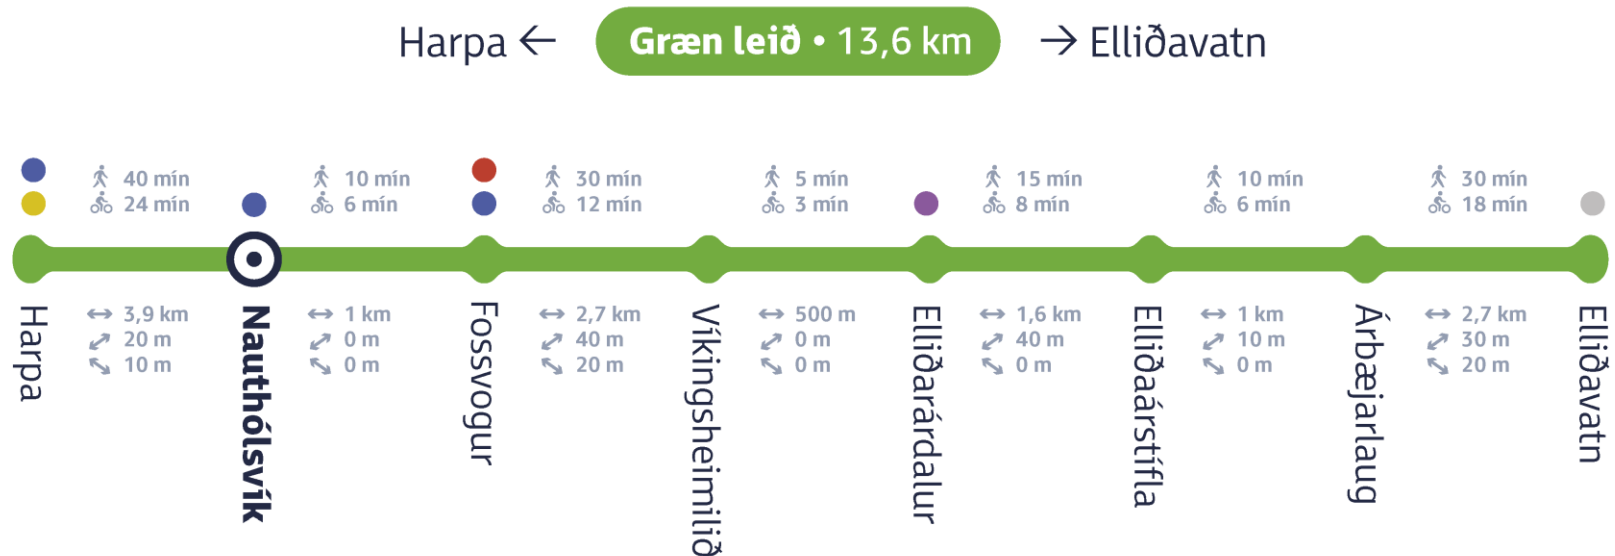 Harpa ← Græn leið • 13,6 km → Elliðavatn
40 mín
24 mín
10 mín
6 mín
30 mín
12 mín
5 mín
3 mín
15 mín
8 mín
10 mín
6 mín
30 mín
18 mín
Harpa
3,9 km
20 m
10 m
Nauthólsvík
1 km
0 m
0 m
Fossvogur
2,7 km
40 m
20 m
Víkingsheimilið
500 m
0 m
0 m
Elliðarárdalur
1,6 km
40 m
0 m
Elliðaárstífla
1 km
10 m
0 m
Árbæjarlaug
2,7 km
30 m
20 m
Elliðavatn